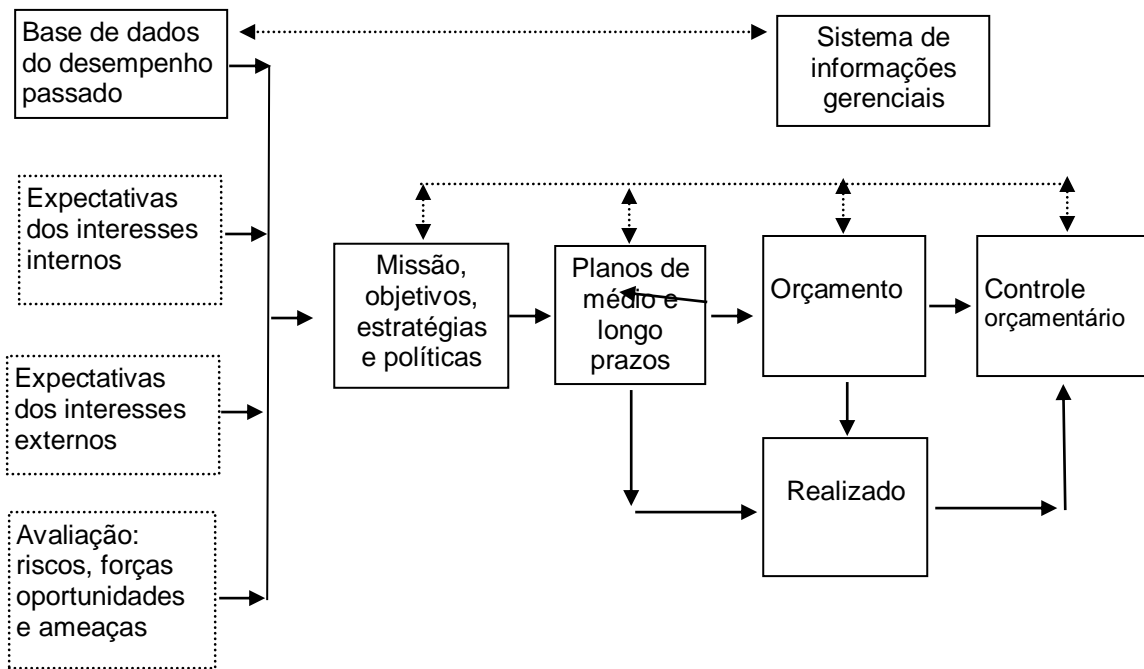 Base de dados
do desempenho
passado
Sistema de
informações
gerenciais
Expectativas
dos interesses
internos
Missão,
objetivos,
estratégias
e políticas
Planos de
médio e
longo
prazos
Orçamento
Controle
orçamentário
Expectativas
dos interesses
externos
Realizado
Avaliação:
riscos, forças
oportunidades
e ameaças